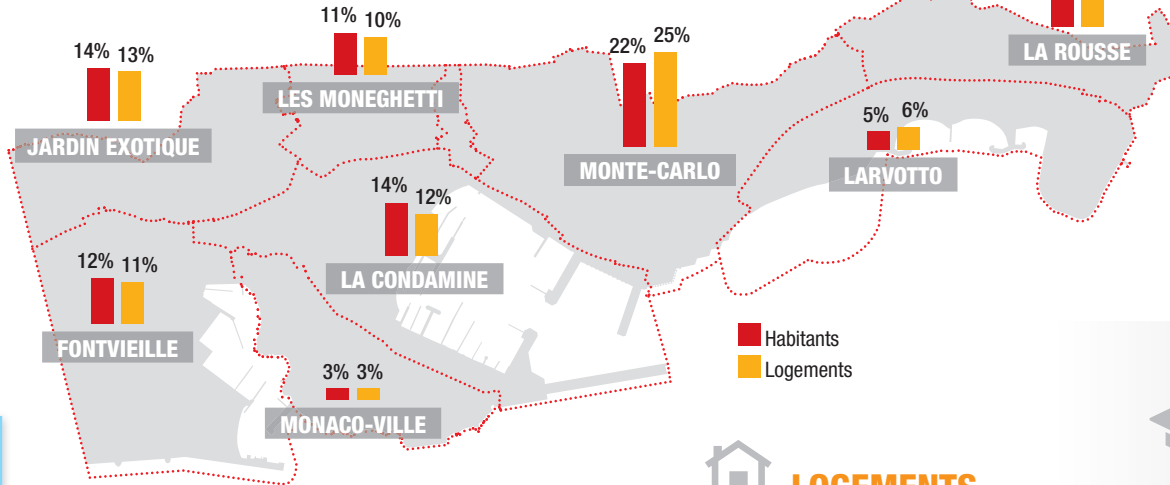 11% 10%
LES MONEGHETTI
14% 13%
JARDIN EXOTIQUE
22% 25%
MONTE-CARLO
LA ROUSSE
5% 6%
LARVOTTO
14% 12%
LA CONDAMINE
12% 11%
FONTVIEILLE
3% 3%
MONACO-VILLE
Habitants
Logements
LOGEMENTS